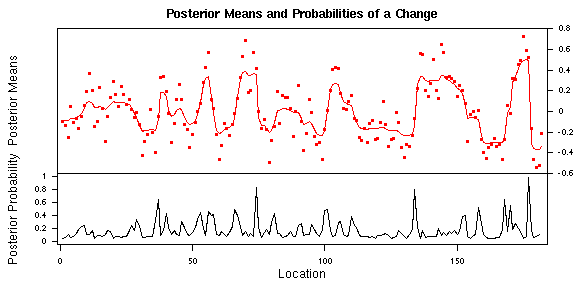 Posterior Means and Probabilities of a Change
Posterior Means
0.8
0.6
0.4
0.2
0
-0.2
-0.4
-0.6
Posterior Probability
1
0.8
0.6
0.4
0.2
0
0 50 100 150
Location